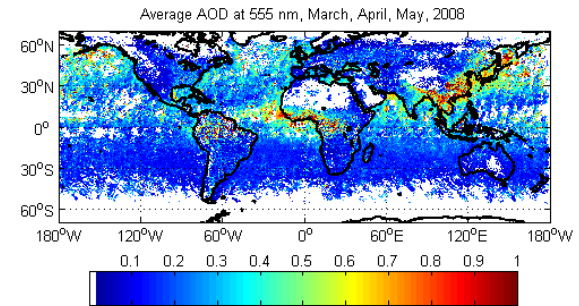 Average AOD at 555 nm, March, April, May, 2008
60°N
30°N
0°
30°S
60°S
180°W 120°W 60°W 0° 60°E 120°E 180°W
0.1 0.2 0.3 0.4 0.5 0.6 0.7 0.8 0.9 1